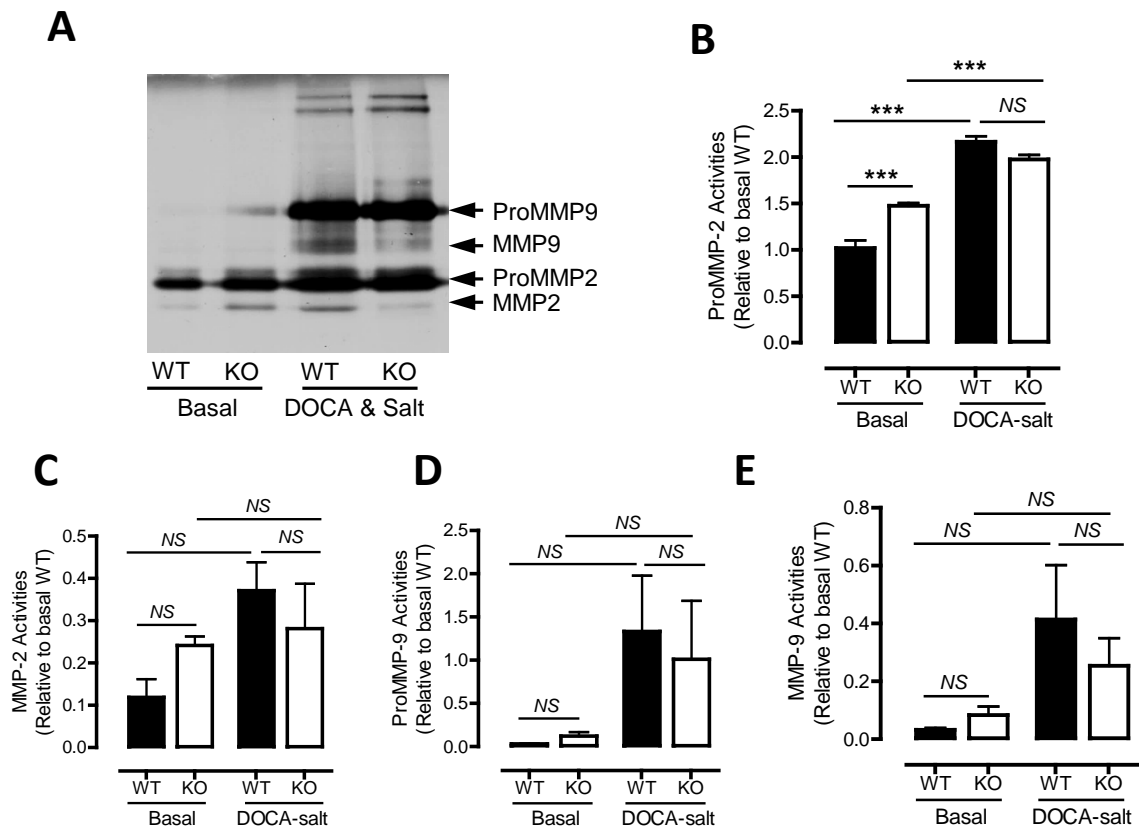 A
ProMMP9
MMP9
ProMMP2
MMP2
WT KO WT KO
Basal DOCA & Salt
B
ProMMP-2 Activities
(Relative to basal WT)
2.5
2.0
1.5
1.0
0.5
0.0
***
***
NS
***
WT KO WT KO
Basal DOCA-salt
C
MMP-2 Activities
(Relative to basal WT)
0.5
0.4
0.3
0.2
0.1
0.0
NS
NS NS
NS
WT KO WT KO
Basal DOCA-salt
D
ProMMP-9 Activities
(Relative to basal WT)
2.5
2.0
1.5
1.0
0.5
0.0
NS
NS NS
NS
WT KO WT KO
Basal DOCA-salt
E
MMP-9 Activities
(Relative to basal WT)
0.8
0.6
0.4
0.2
0.0
NS
NS NS
NS
WT KO WT KO
Basal DOCA-salt